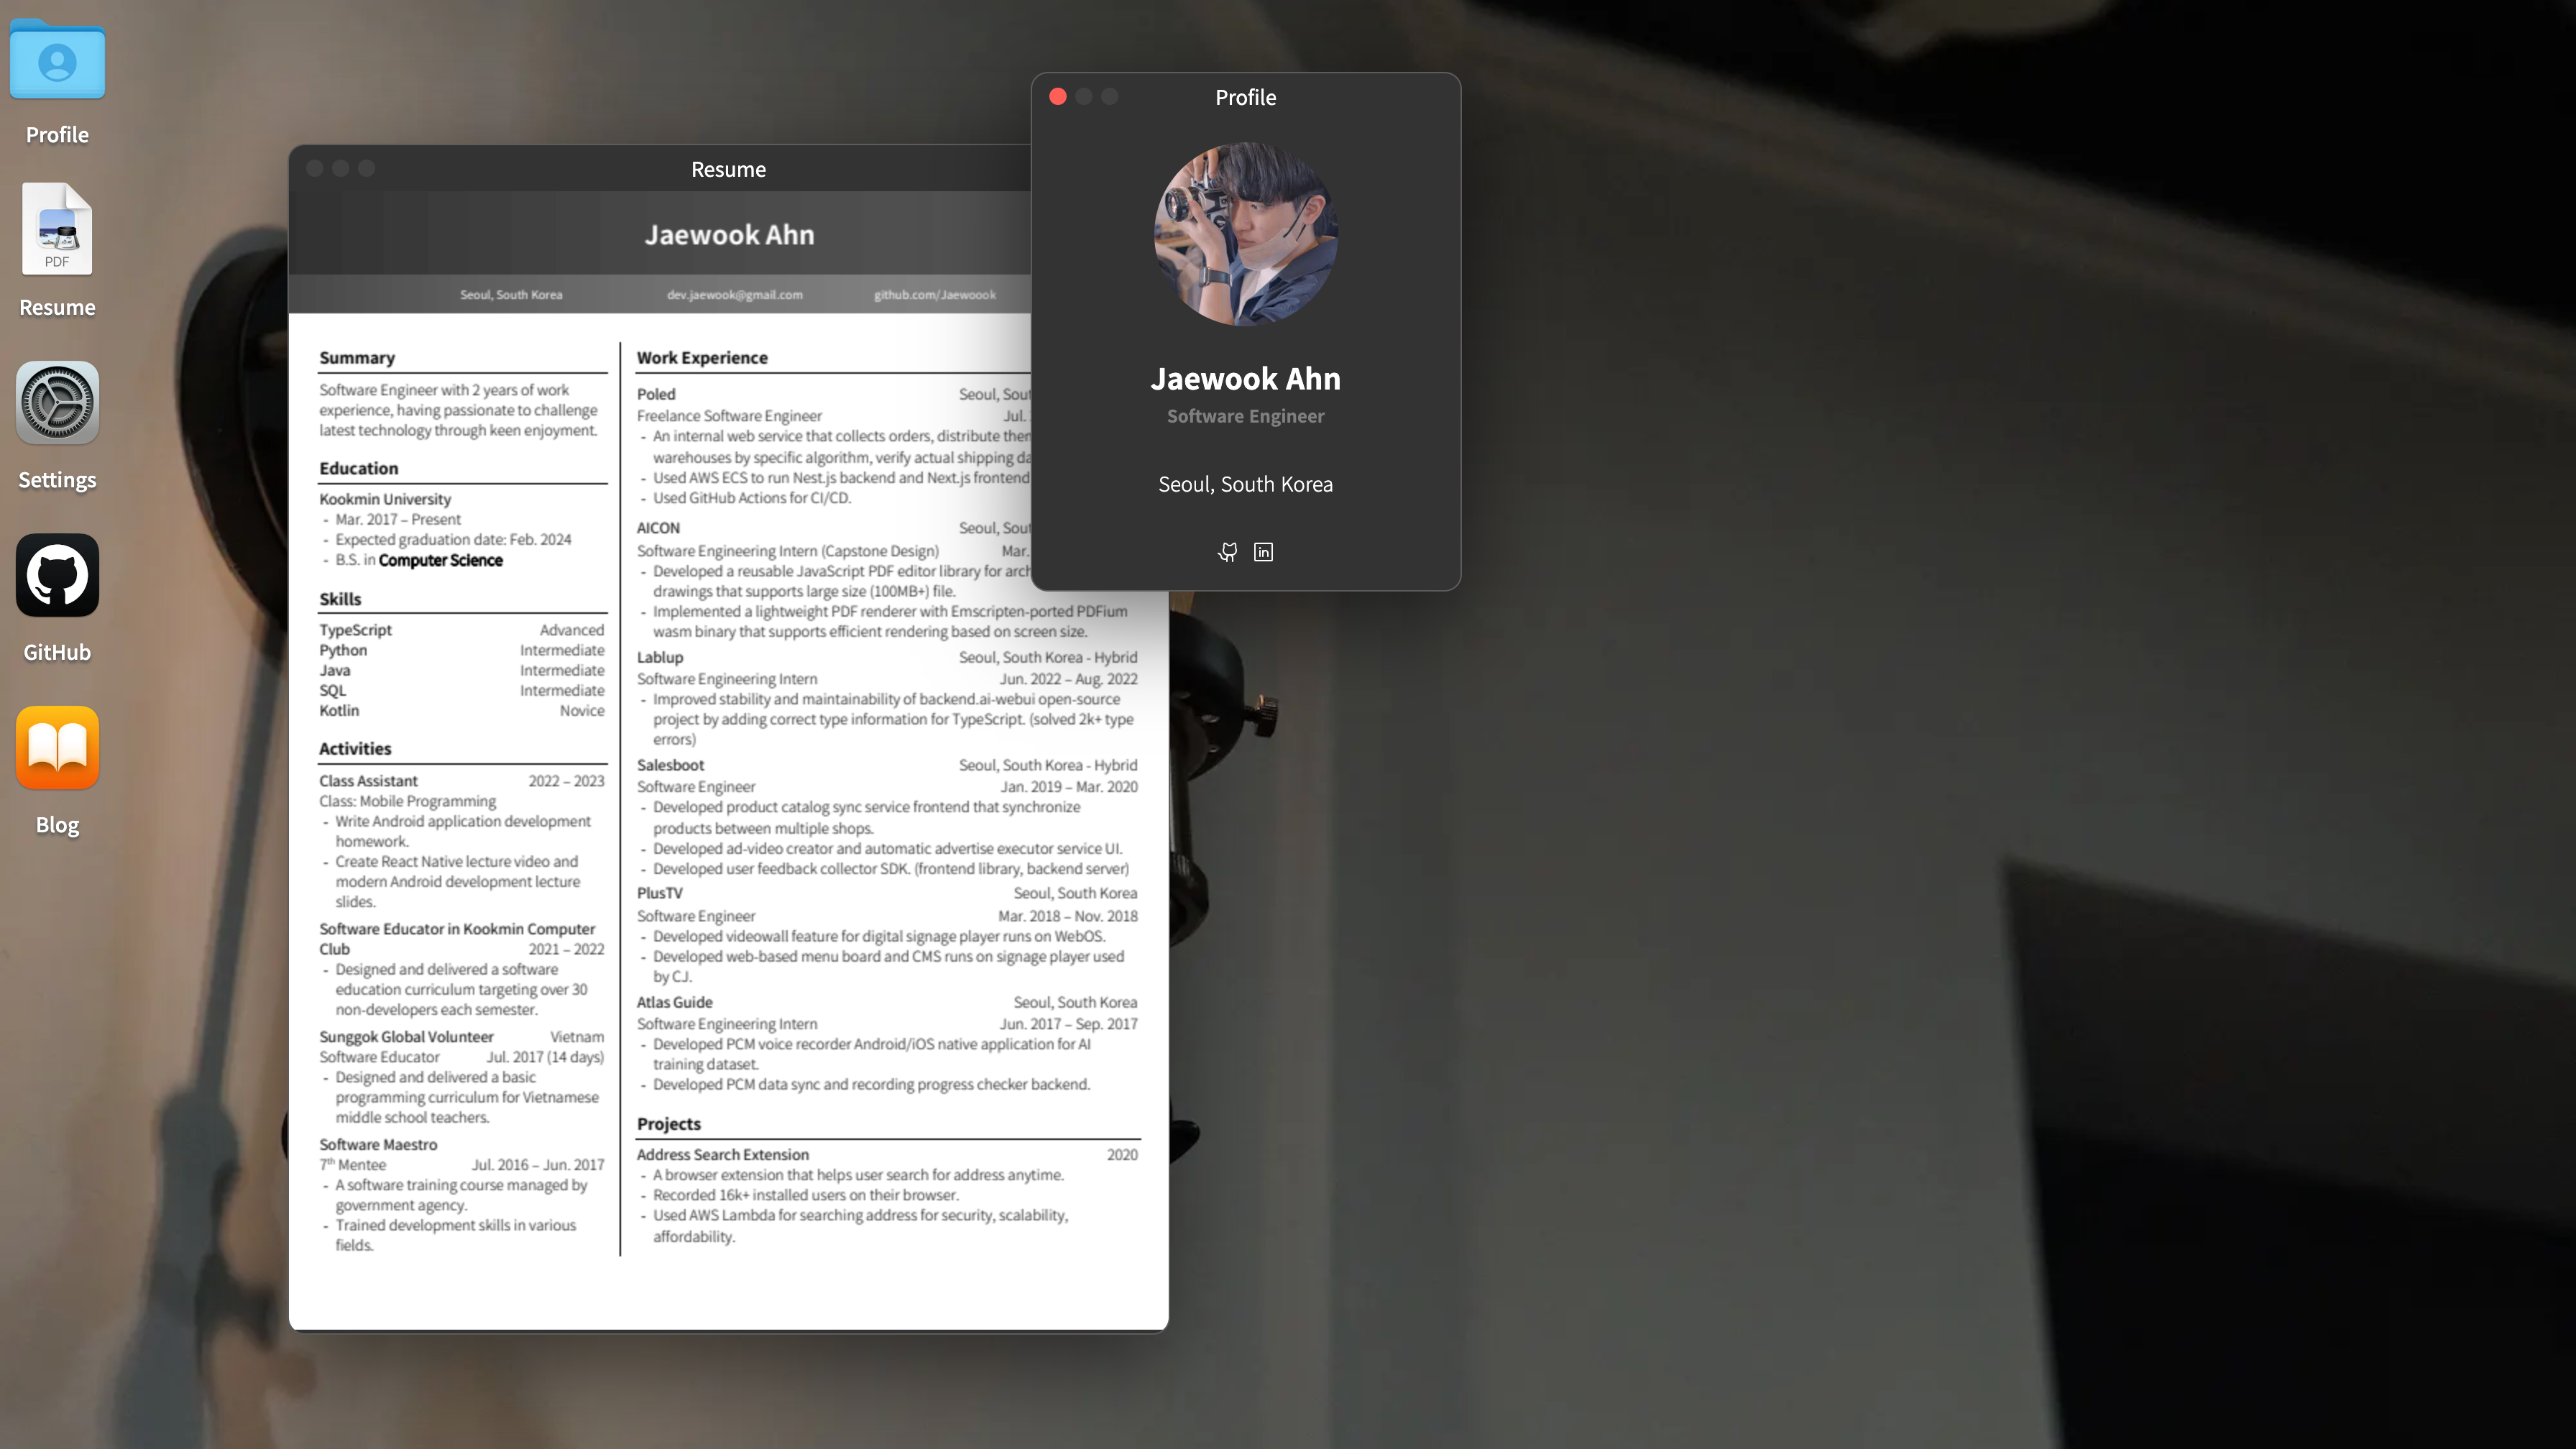 Profile
PDF
Resume
Settings
GitHub
Blog
Resume
Jaewook Ahn
Seoul, South Korea
dev.jaewook@gmail.com
github.com/Jaewoook
Summary
Software Engineer with 2 years of work
experience, having passionate to challenge
latest technology through keen enjoyment.
Education
Kookmin University
- Mar. 2017 – Present
- Expected graduation date: Feb. 2024
- B.S. in Computer Science
Skills
TypeScript Advanced
Python Intermediate
Java Intermediate
SQL Intermediate
Kotlin Novice
Activities
Class Assistant 2022 – 2023
Class: Mobile Programming
- Write Android application development
homework.
- Create React Native lecture video and
modern Android development lecture
slides.
Software Educator in Kookmin Computer
Club 2021 – 2022
- Designed and delivered a software
education curriculum targeting over 30
non-developers each semester.
Sunggok Global Volunteer Vietnam
Software Educator Jul. 2017 (14 days)
- Designed and delivered a basic
programming curriculum for Vietnamese
middle school teachers.
Software Maestro
7th Mentee Jul. 2016 – Jun. 2017
- A software training course managed by
government agency.
- Trained development skills in various
fields.
Work Experience
Poled Seoul,
Freelance Software Engineer Jul.
- An internal web service that collects orders, distribute
warehouses by specific algorithm, verify actual shipping
- Used AWS ECS to run Nest.js backend and Next.js frontend
- Used GitHub Actions for CI/CD.
AICON Seoul,
Software Engineering Intern (Capstone Design) Mar.
- Developed a reusable JavaScript PDF editor library for
drawings that supports large size (100MB+) file.
- Implemented a lightweight PDF renderer with Emscripten-ported PDFium
wasm binary that supports efficient rendering based on screen size.
Lablup Seoul, South Korea - Hybrid
Software Engineering Intern Jun. 2022 – Aug. 2022
- Improved stability and maintainability of backend.ai-webui open-source
project by adding correct type information for TypeScript. (solved 2k+ type
errors)
Salesboot Seoul, South Korea - Hybrid
Software Engineer Jan. 2019 – Mar. 2020
- Developed product catalog sync service frontend that synchronize
products between multiple shops.
- Developed ad-video creator and automatic advertise executor service UI.
- Developed user feedback collector SDK. (frontend library, backend server)
PlusTV Seoul, South Korea
Software Engineer Mar. 2018 – Nov. 2018
- Developed videowall feature for digital signage player runs on WebOS.
- Developed web-based menu board and CMS runs on signage player used
by CJ.
Atlas Guide Seoul, South Korea
Software Engineering Intern Jun. 2017 – Sep. 2017
- Developed PCM voice recorder Android/iOS native application for AI
training dataset.
- Developed PCM data sync and recording progress checker backend.
Projects
Address Search Extension 2020
- A browser extension that helps user search for address anytime.
- Recorded 16k+ installed users on their browser.
- Used AWS Lambda for searching address for security, scalability,
affordability.
Profile
Jaewook Ahn
Software Engineer
Seoul, South Korea
in